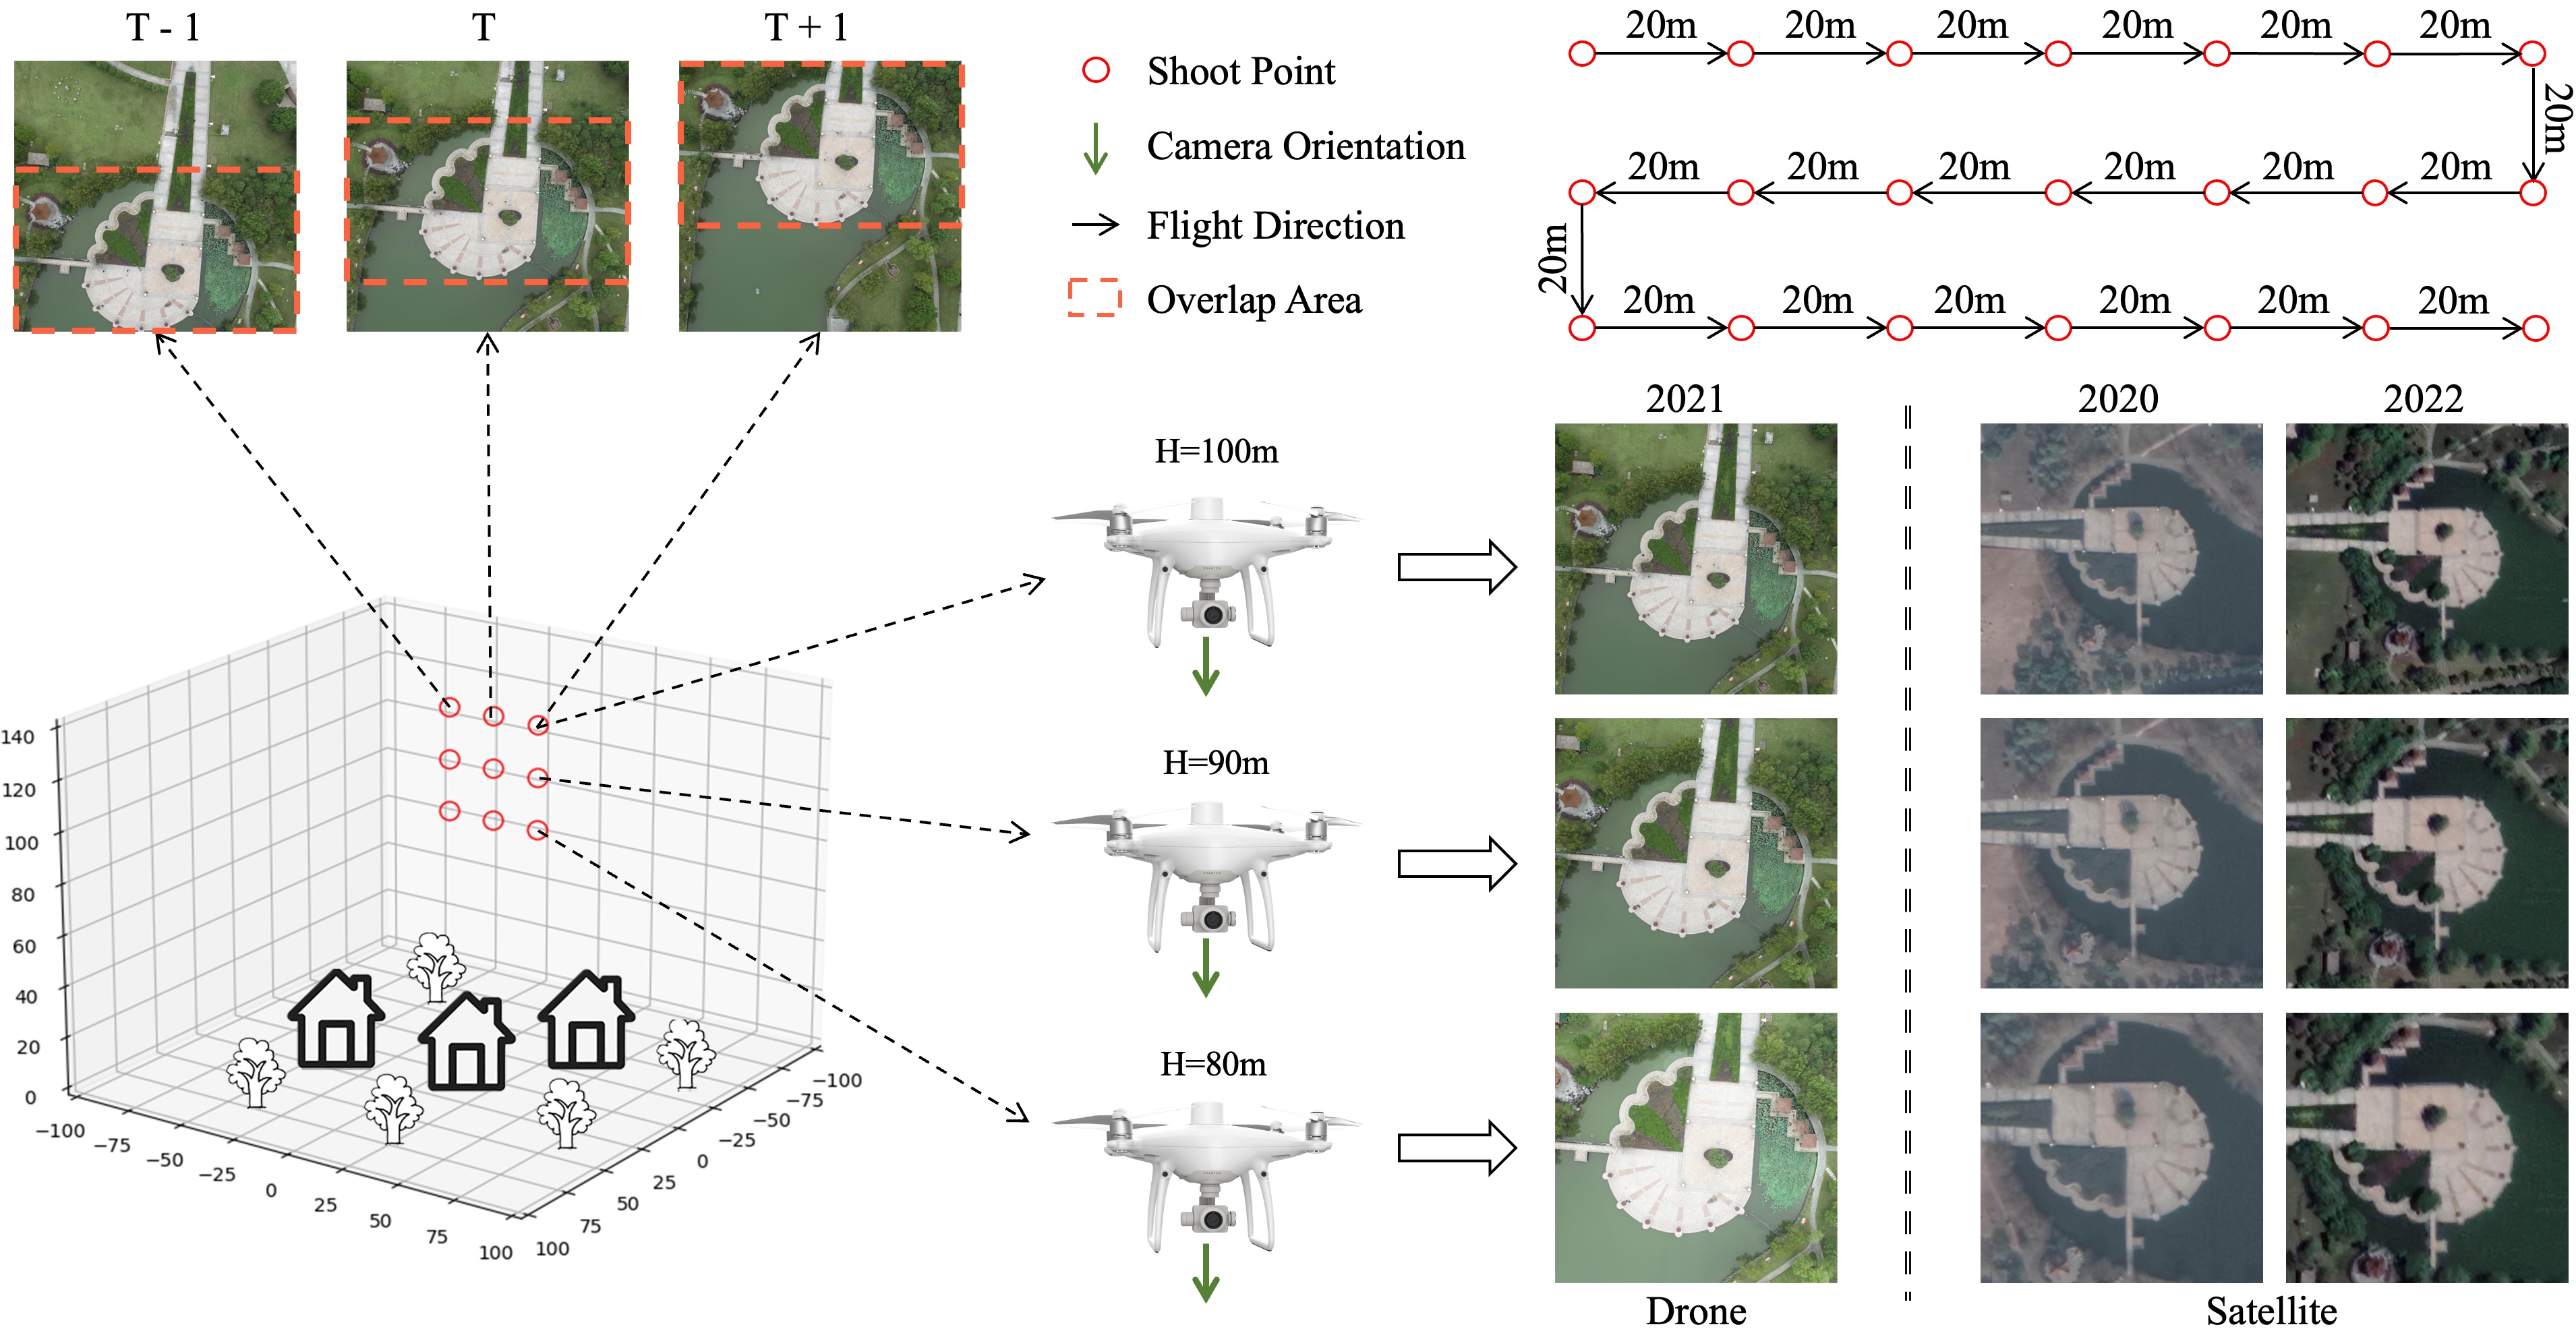 T - 1
T
T + 1
Shoot Point
Camera Orientation
Flight Direction
Overlap Area
20m 20m 20m 20m 20m 20m
20m
20m 20m 20m 20m 20m 20m
20m
20m 20m 20m 20m 20m 20m
2021
2020
2022
H=100m
H=90m
H=80m
140
120
100
80
60
40
20
0
−100
−75
−50
−25
0
25
50
75
100
100
75
50
25
0
−25
−50
−75
−100
Drone
Satellite